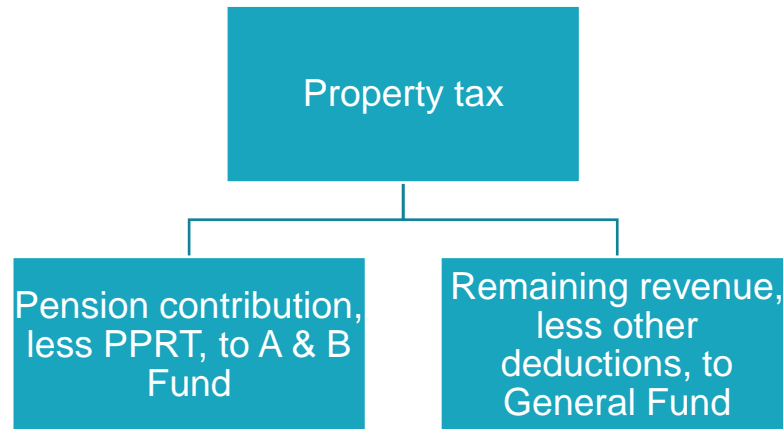 Property tax
Pension contribution,
less PPRT, to A & B
Fund
Remaining revenue,
less other
deductions, to
General Fund